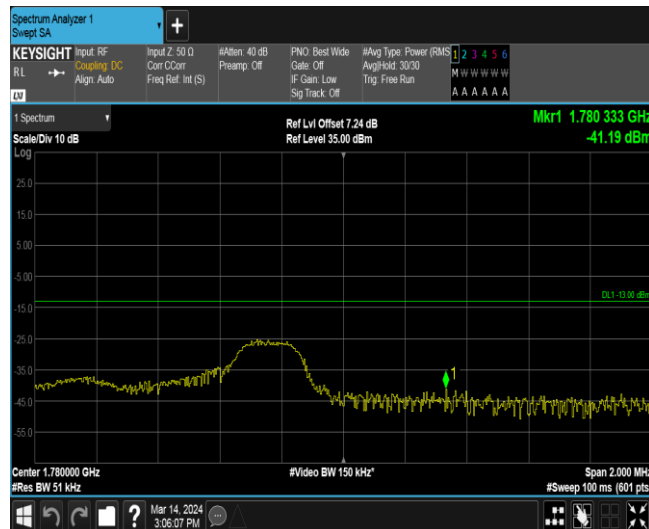 Spectrum Analyzer 1
Swept SA
+
KEYSIGHT
RL
LXI
Input: RF
Coupling: DC
Align: Auto
Input Z: 50 Ω
Corr CCorr
Freq Ref: Int (S)
#Atten: 40 dB
Preamp: Off
PNO: Best Wide
Gate: Off
IF Gain: Low
Sig Track: Off
#Avg Type: Power (RMS
Avg|Hold: 30/30
Trig: Free Run
1 2 3 4 5 6
M W W W W W
A A A A A A
1 Spectrum
Scale/Div 10 dB
Log
Ref Lvl Offset 7.24 dB
Ref Level 35.00 dBm
Mkr1 1.780 333 GHz
-41.19 dBm
25.0
15.0
5.00
-5.00
DL1 -13.00 dBm
-15.0
-25.0
-35.0
1
-45.0
-55.0
Center 1.780000 GHz
#Res BW 51 kHz
#Video BW 150 kHz*
Span 2.000 MHz
#Sweep 100 ms (601 pts
?
Mar 14, 2024
3:06:07 PM